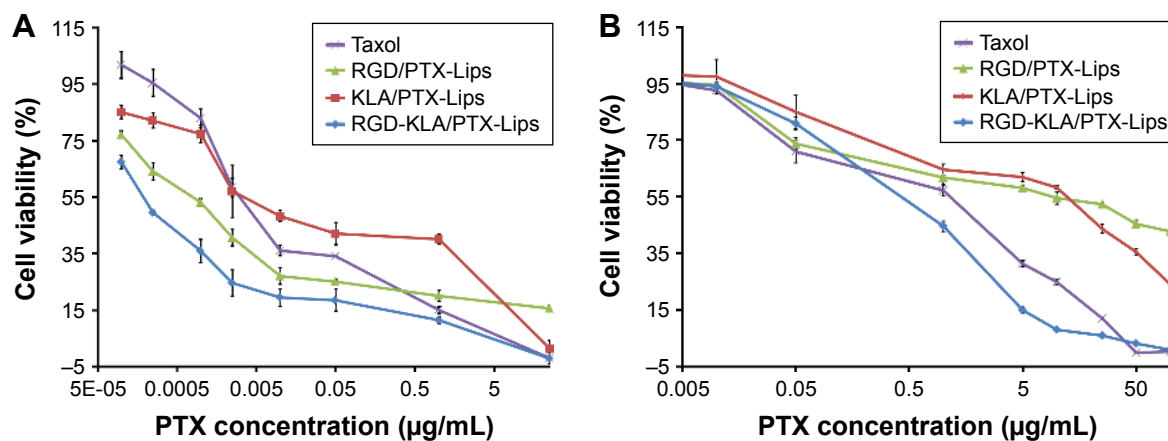 A
Cell viability (%)
115
95
75
55
35
15
–5
5E-05
0.0005
0.005
0.05
0.5
5
PTX concentration (µg/mL)
Taxol
RGD/PTX-Lips
KLA/PTX-Lips
RGD-KLA/PTX-Lips
B
Cell viability (%)
115
95
75
55
35
15
–5
0.005
0.05
0.5
5
50
PTX concentration (µg/mL)
Taxol
RGD/PTX-Lips
KLA/PTX-Lips
RGD-KLA/PTX-Lips